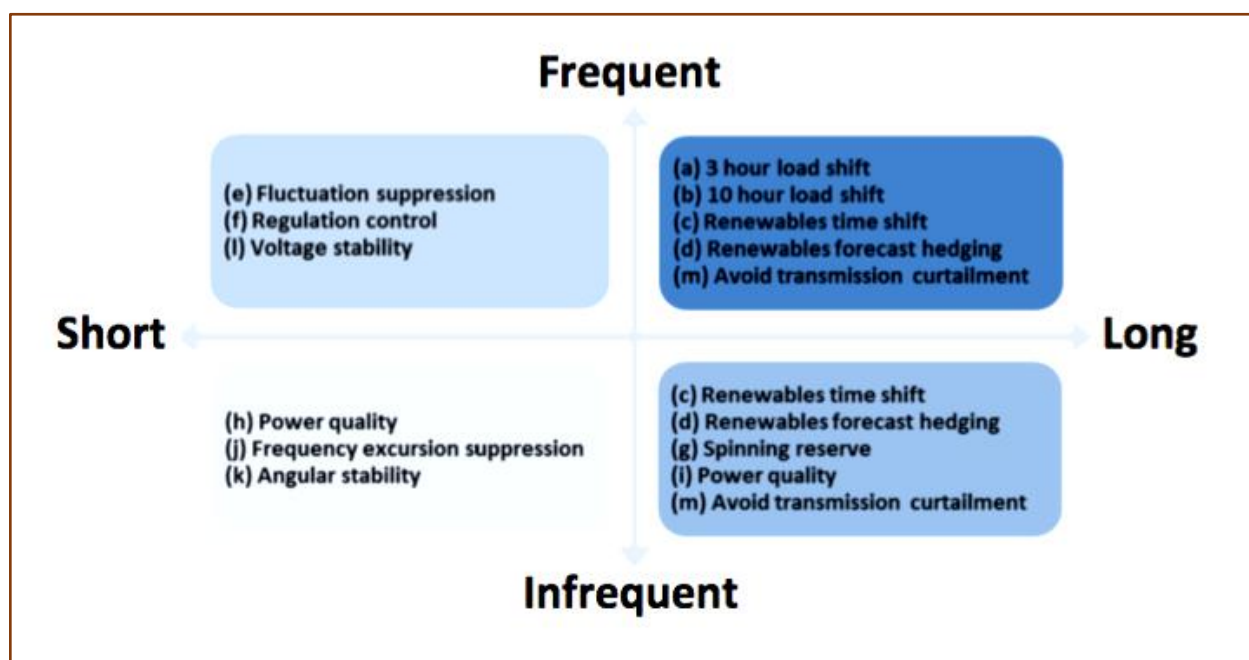 Frequent
(e) Fluctuation suppression
(f) Regulation control
(l) Voltage stability
(a) 3 hour load shift
(b) 10 hour load shift
(c) Renewables time shift
(d) Renewables forecast hedging
(m) Avoid transmission curtailment
Short
Long
(h) Power quality
(j) Frequency excursion suppression
(k) Angular stability
(c) Renewables time shift
(d) Renewables forecast hedging
(g) Spinning reserve
(i) Power quality
(m) Avoid transmission curtailment
Infrequent